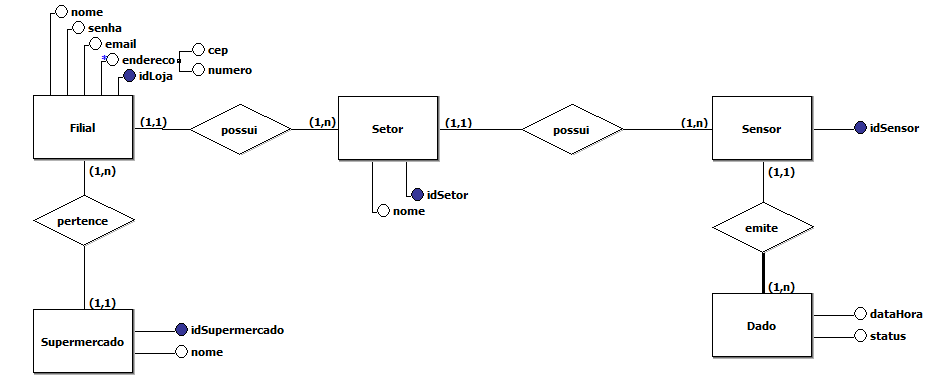 nome
senha
email
* endereco
cep
numero
idLoja
Filial
(1,1)
possui
(1,n)
Setor
(1,1)
possui
(1,n)
Sensor
idSensor
(1,n)
idSetor
nome
(1,1)
pertence
emite
(1,1)
(1,n)
Supermercado
idSupermercado
nome
Dado
dataHora
status